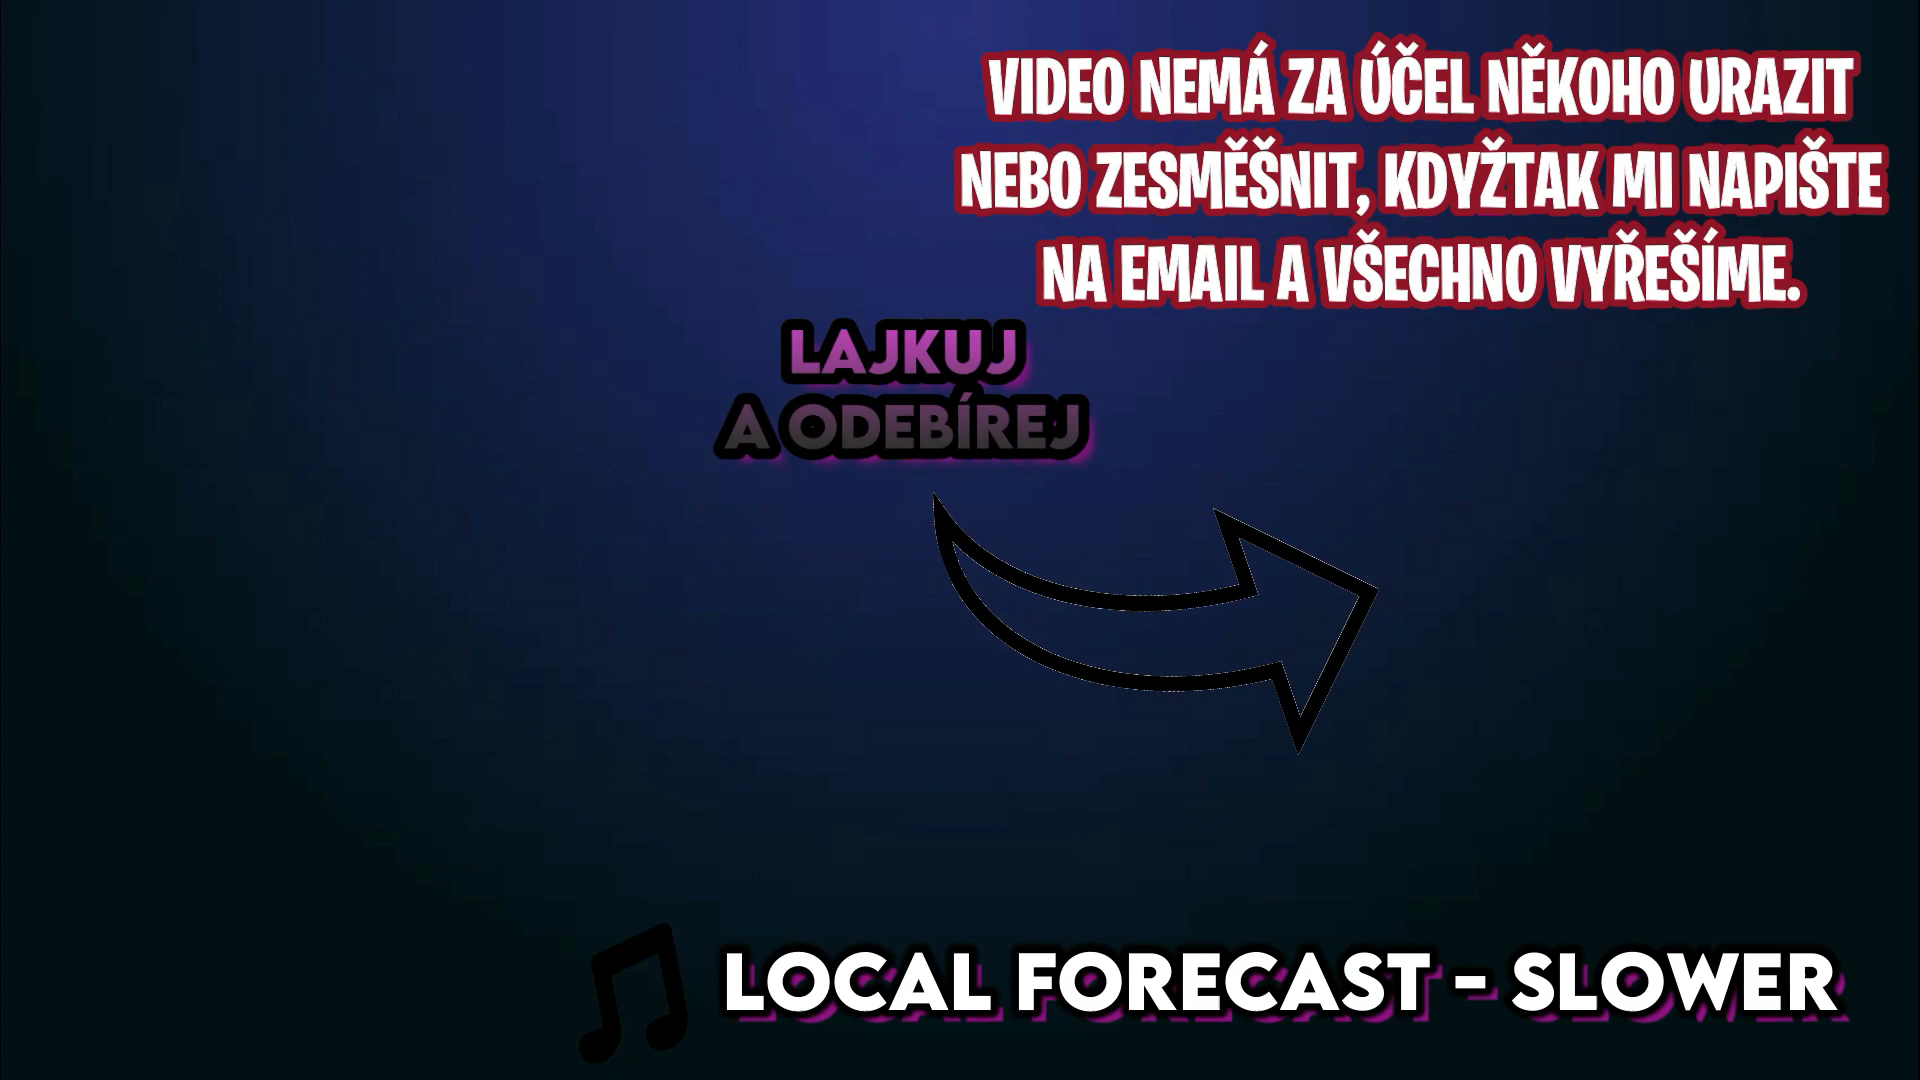 VIDEO NEMÁ ZA ÚČEL NĚKOHO URAZIT
NEBO ZESMĚŠNIT, KDYŽTAK MI NAPIŠTE
NA EMAIL A VŠECHNO VYŘEŠÍME.
LAJKUJ
A ODEBÍREJ
LOCAL FORECAST - SLOWER